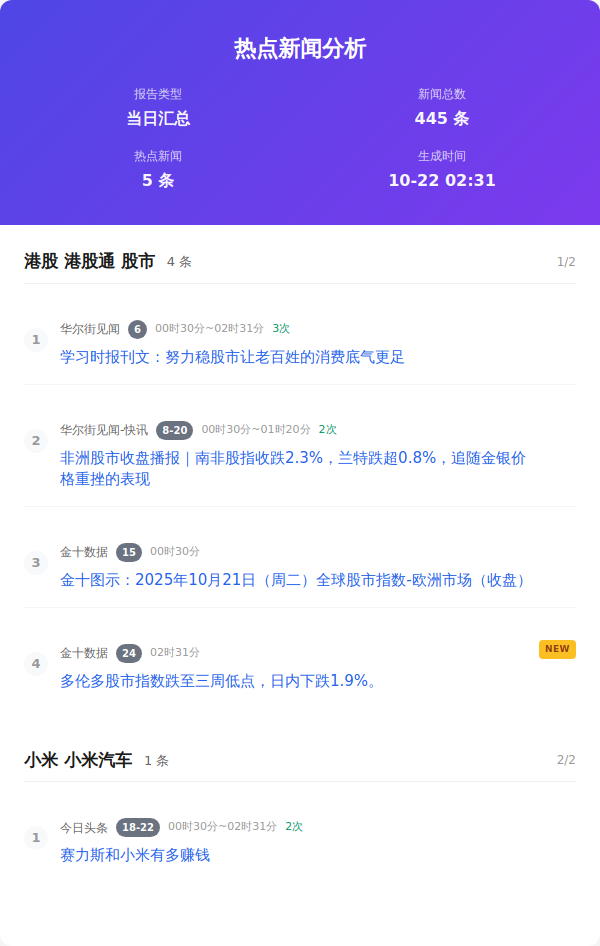 热点新闻分析
报告类型
新闻总数
当日汇总
445 条
热点新闻
生成时间
5 条
10-22 02:31
港股 港股通 股市 4 条 1/2
1
华尔街见闻 6 00时30分~02时31分 3次
学习时报刊文：努力稳股市让老百姓的消费底气更足
2
华尔街见闻-快讯 8-20 00时30分~01时20分 2次
非洲股市收盘播报｜南非股指收跌2.3%，兰特跌超0.8%，追随金银价
格重挫的表现
3
金十数据 15 00时30分
金十图示：2025年10月21日（周二）全球股市指数-欧洲市场（收盘）
4
金十数据 24 02时31分 NEW
多伦多股市指数跌至三周低点，日内下跌1.9%。
小米 小米汽车 1 条 2/2
1
今日头条 18-22 00时30分~02时31分 2次
赛力斯和小米有多赚钱